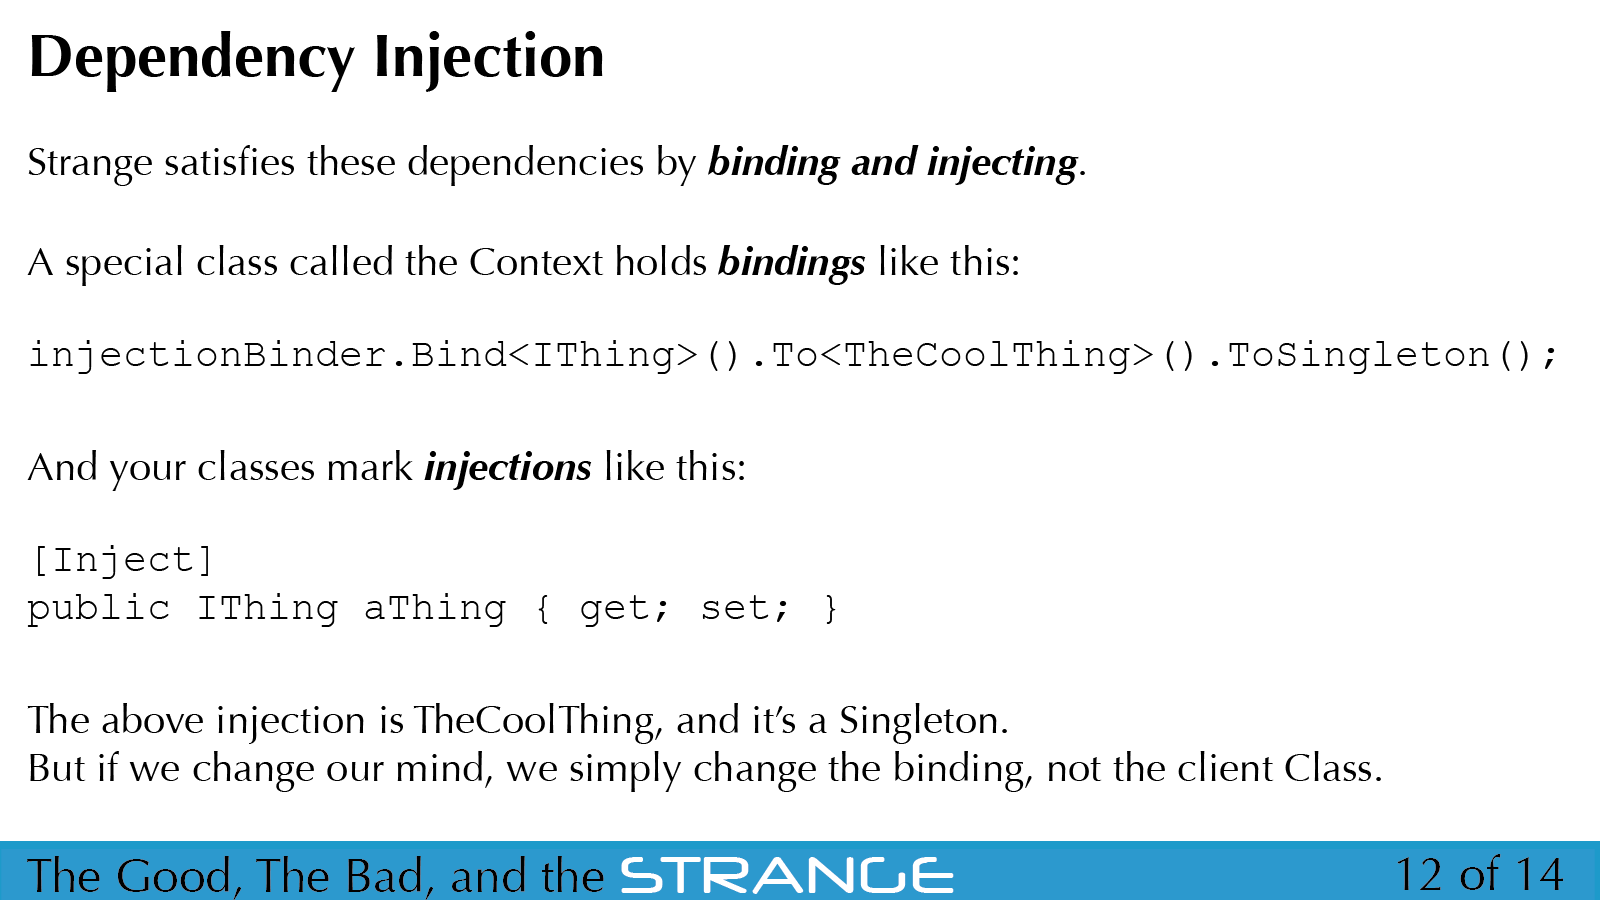 Dependency Injection
Strange satisfies these dependencies by binding and injecting.
A special class called the Context holds bindings like this:
injectionBinder.Bind<IThing>().To<TheCoolThing>().ToSingleton();
And your classes mark injections like this:
[Inject]
public IThing aThing { get; set; }
The above injection is TheCoolThing, and it’s a Singleton.
But if we change our mind, we simply change the binding, not the client Class.
The Good, The Bad, and the STRANGE 12 of 14